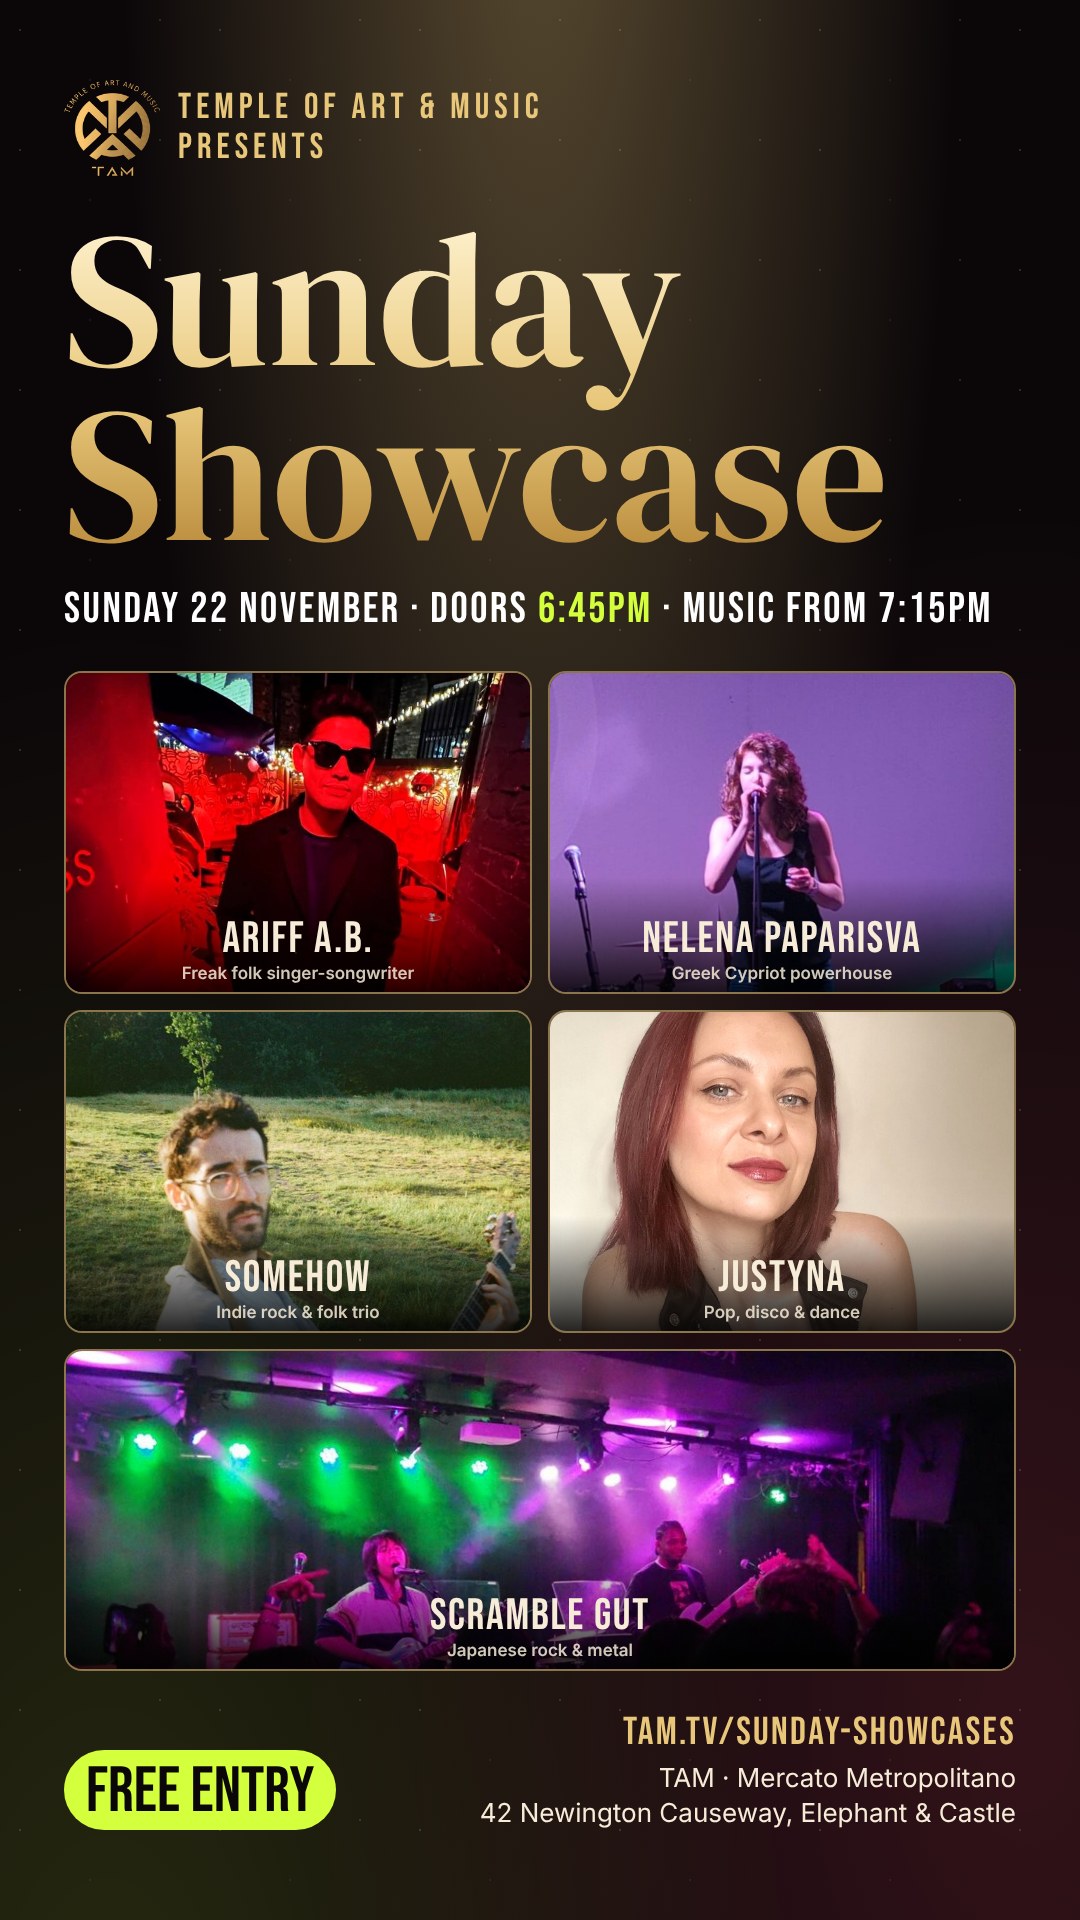 TEMPLE OF ART AND MUSIC
TAM
TEMPLE OF ART & MUSIC
PRESENTS
Sunday
Showcase
SUNDAY 22 NOVEMBER · DOORS 6:45PM · MUSIC FROM 7:15PM
ARIFF A.B.
Freak folk singer-songwriter
NELENA PAPARISVA
Greek Cypriot powerhouse
SOMEHOW
Indie rock & folk trio
JUSTYNA
Pop, disco & dance
SCRAMBLE GUT
Japanese rock & metal
FREE ENTRY
TAM.TV/SUNDAY-SHOWCASES
TAM · Mercato Metropolitano
42 Newington Causeway, Elephant & Castle